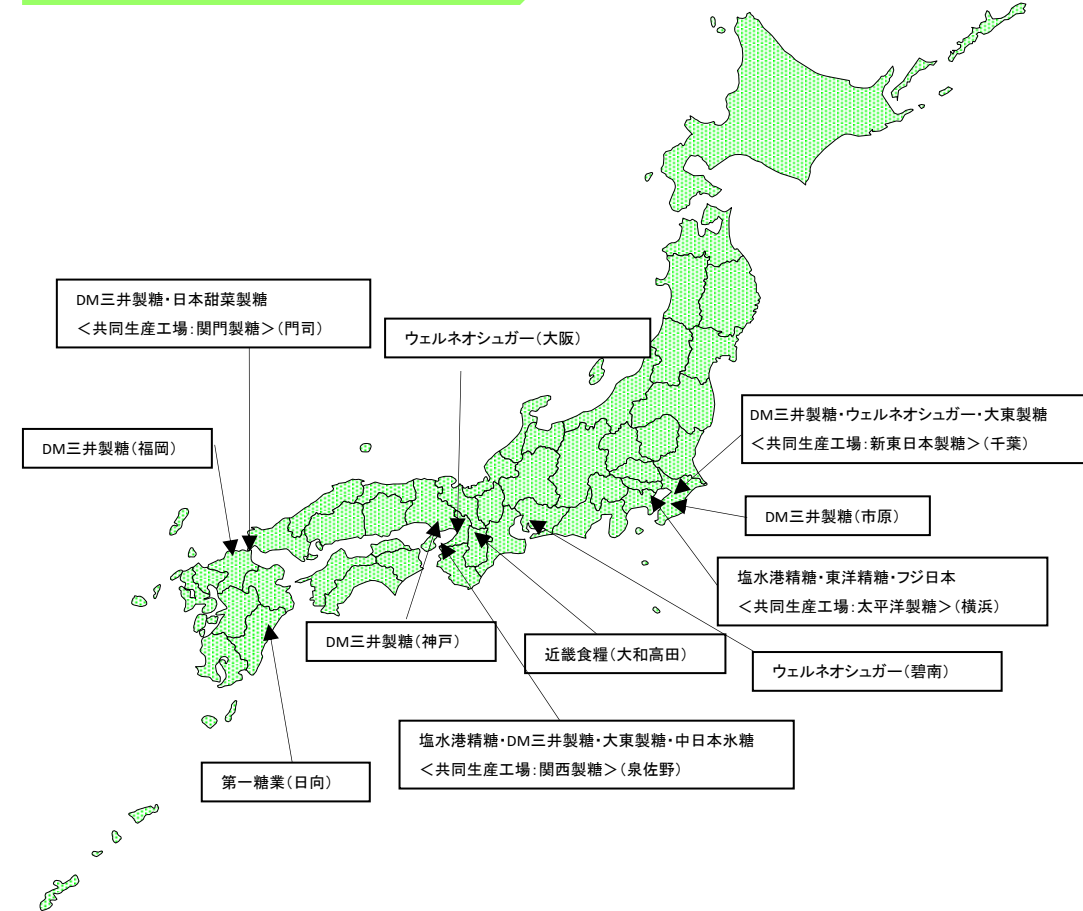 DM三井製糖・日本甜菜製糖
＜共同生産工場：関門製糖＞（門司）
ウェルネオシュガー（大阪）
DM三井製糖（福岡）
DM三井製糖・ウェルネオシュガー・大東製糖
＜共同生産工場：新東日本製糖＞（千葉）
DM三井製糖（市原）
塩水港精糖・東洋精糖・フジ日本
＜共同生産工場：太平洋製糖＞（横浜）
DM三井製糖（神戸）
近畿食糧（大和高田）
ウェルネオシュガー（碧南）
塩水港精糖・DM三井製糖・大東製糖・中日本氷糖
＜共同生産工場：関西製糖＞（泉佐野）
第一糖業（日向）